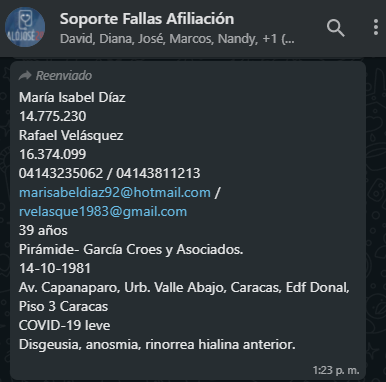 Soporte Fallas Afiliación
David, Diana, José, Marcos, Nandy, +1 (...
Reenviado
María Isabel Díaz
14.775.230
Rafael Velásquez
16.374.099
04143235062 / 04143811213
marisabeldiaz92@hotmail.com /
rvelasque1983@gmail.com
39 años
Pirámide- García Croes y Asociados.
14-10-1981
Av. Capanaparo, Urb. Valle Abajo, Caracas, Edf Donal,
Piso 3 Caracas
COVID-19 leve
Disgeusia, anosmia, rinorrea hialina anterior.
1:23 p. m.